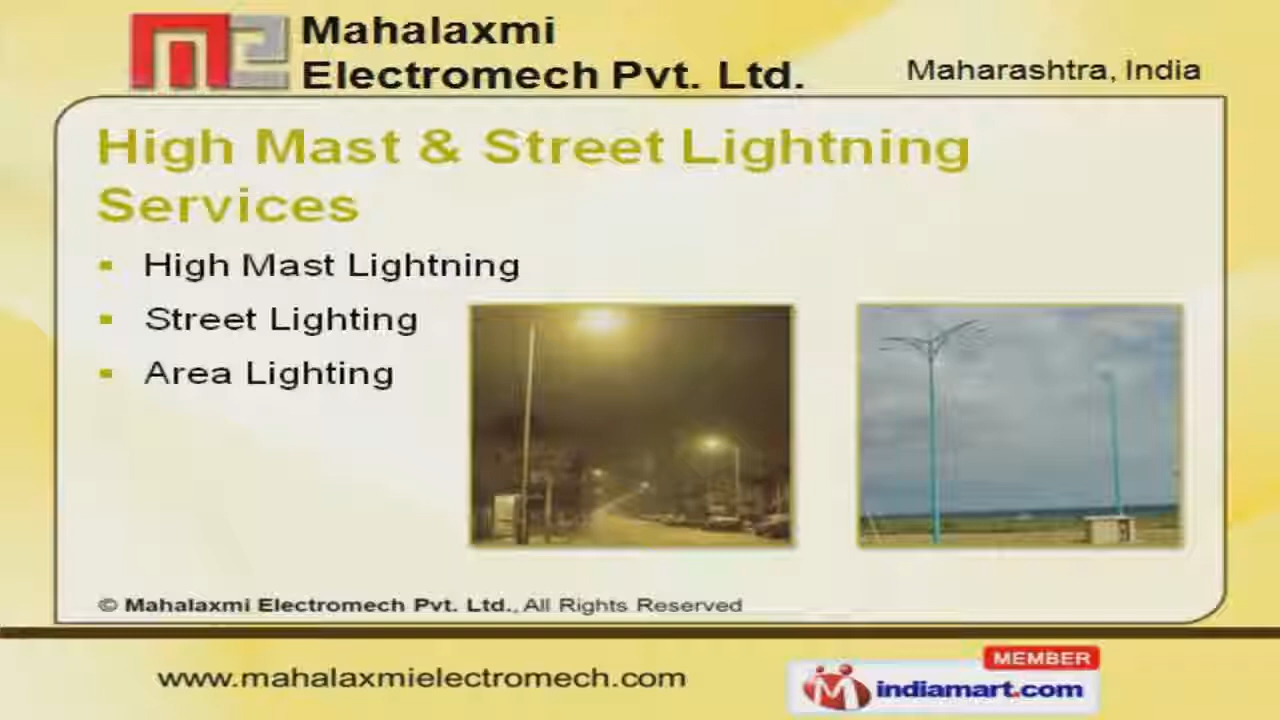 Mahalaxmi
Electromech Pvt. Ltd.
Maharashtra, India
High Mast & Street Lightning
Services
High Mast Lightning
Street Lighting
Area Lighting
© Mahalaxmi Electromech Pvt. Ltd., All Rights Reserved
www.mahalaxmielectromech.com
MEMBER
indiamart.com